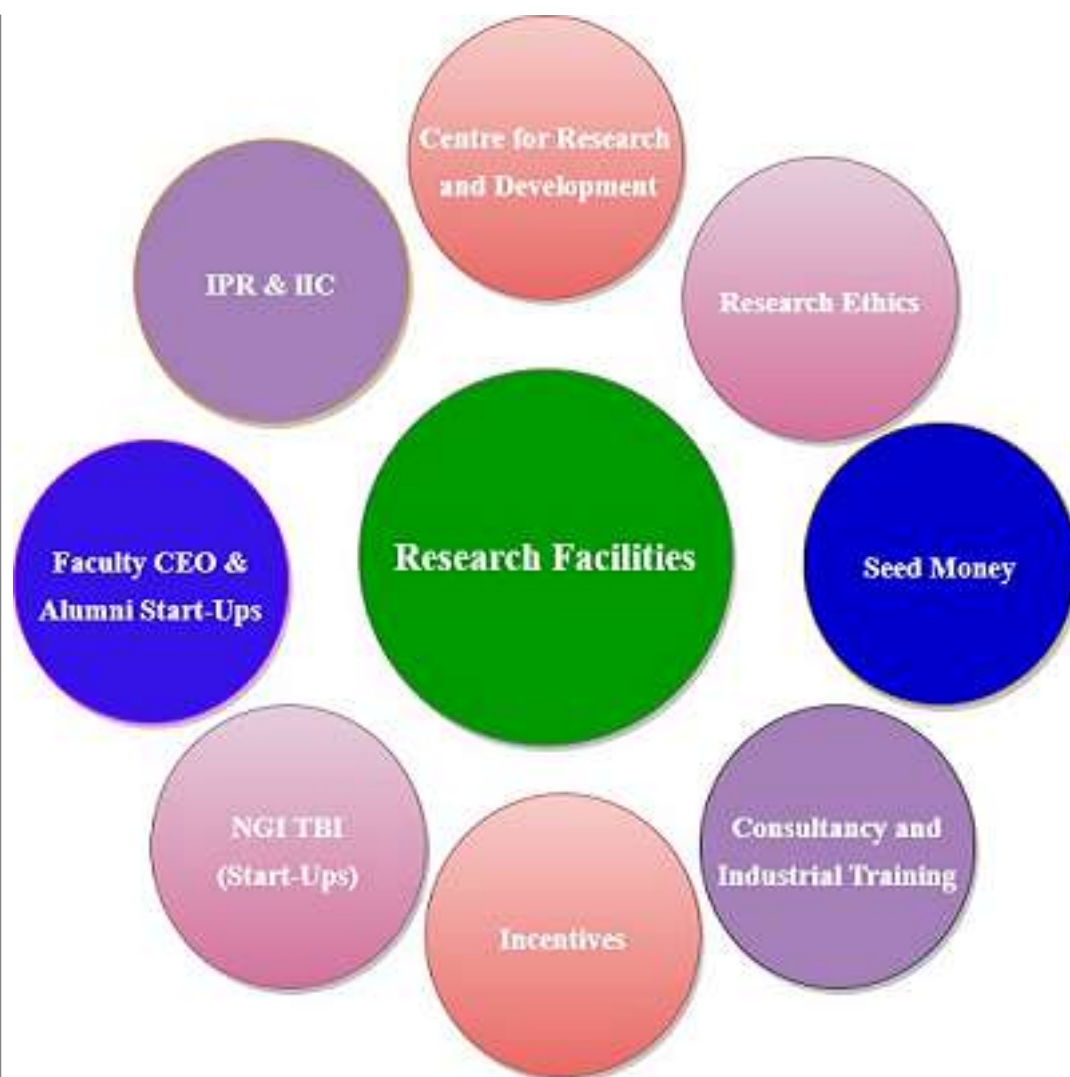 Centre for Research
and Development
Research Ethics
Seed Money
Consultancy and
Industrial Training
Incentives
NGI TBI
(Start-Ups)
Faculty CEO &
Alumni Start-Ups
IPR & IIC
Research Facilities